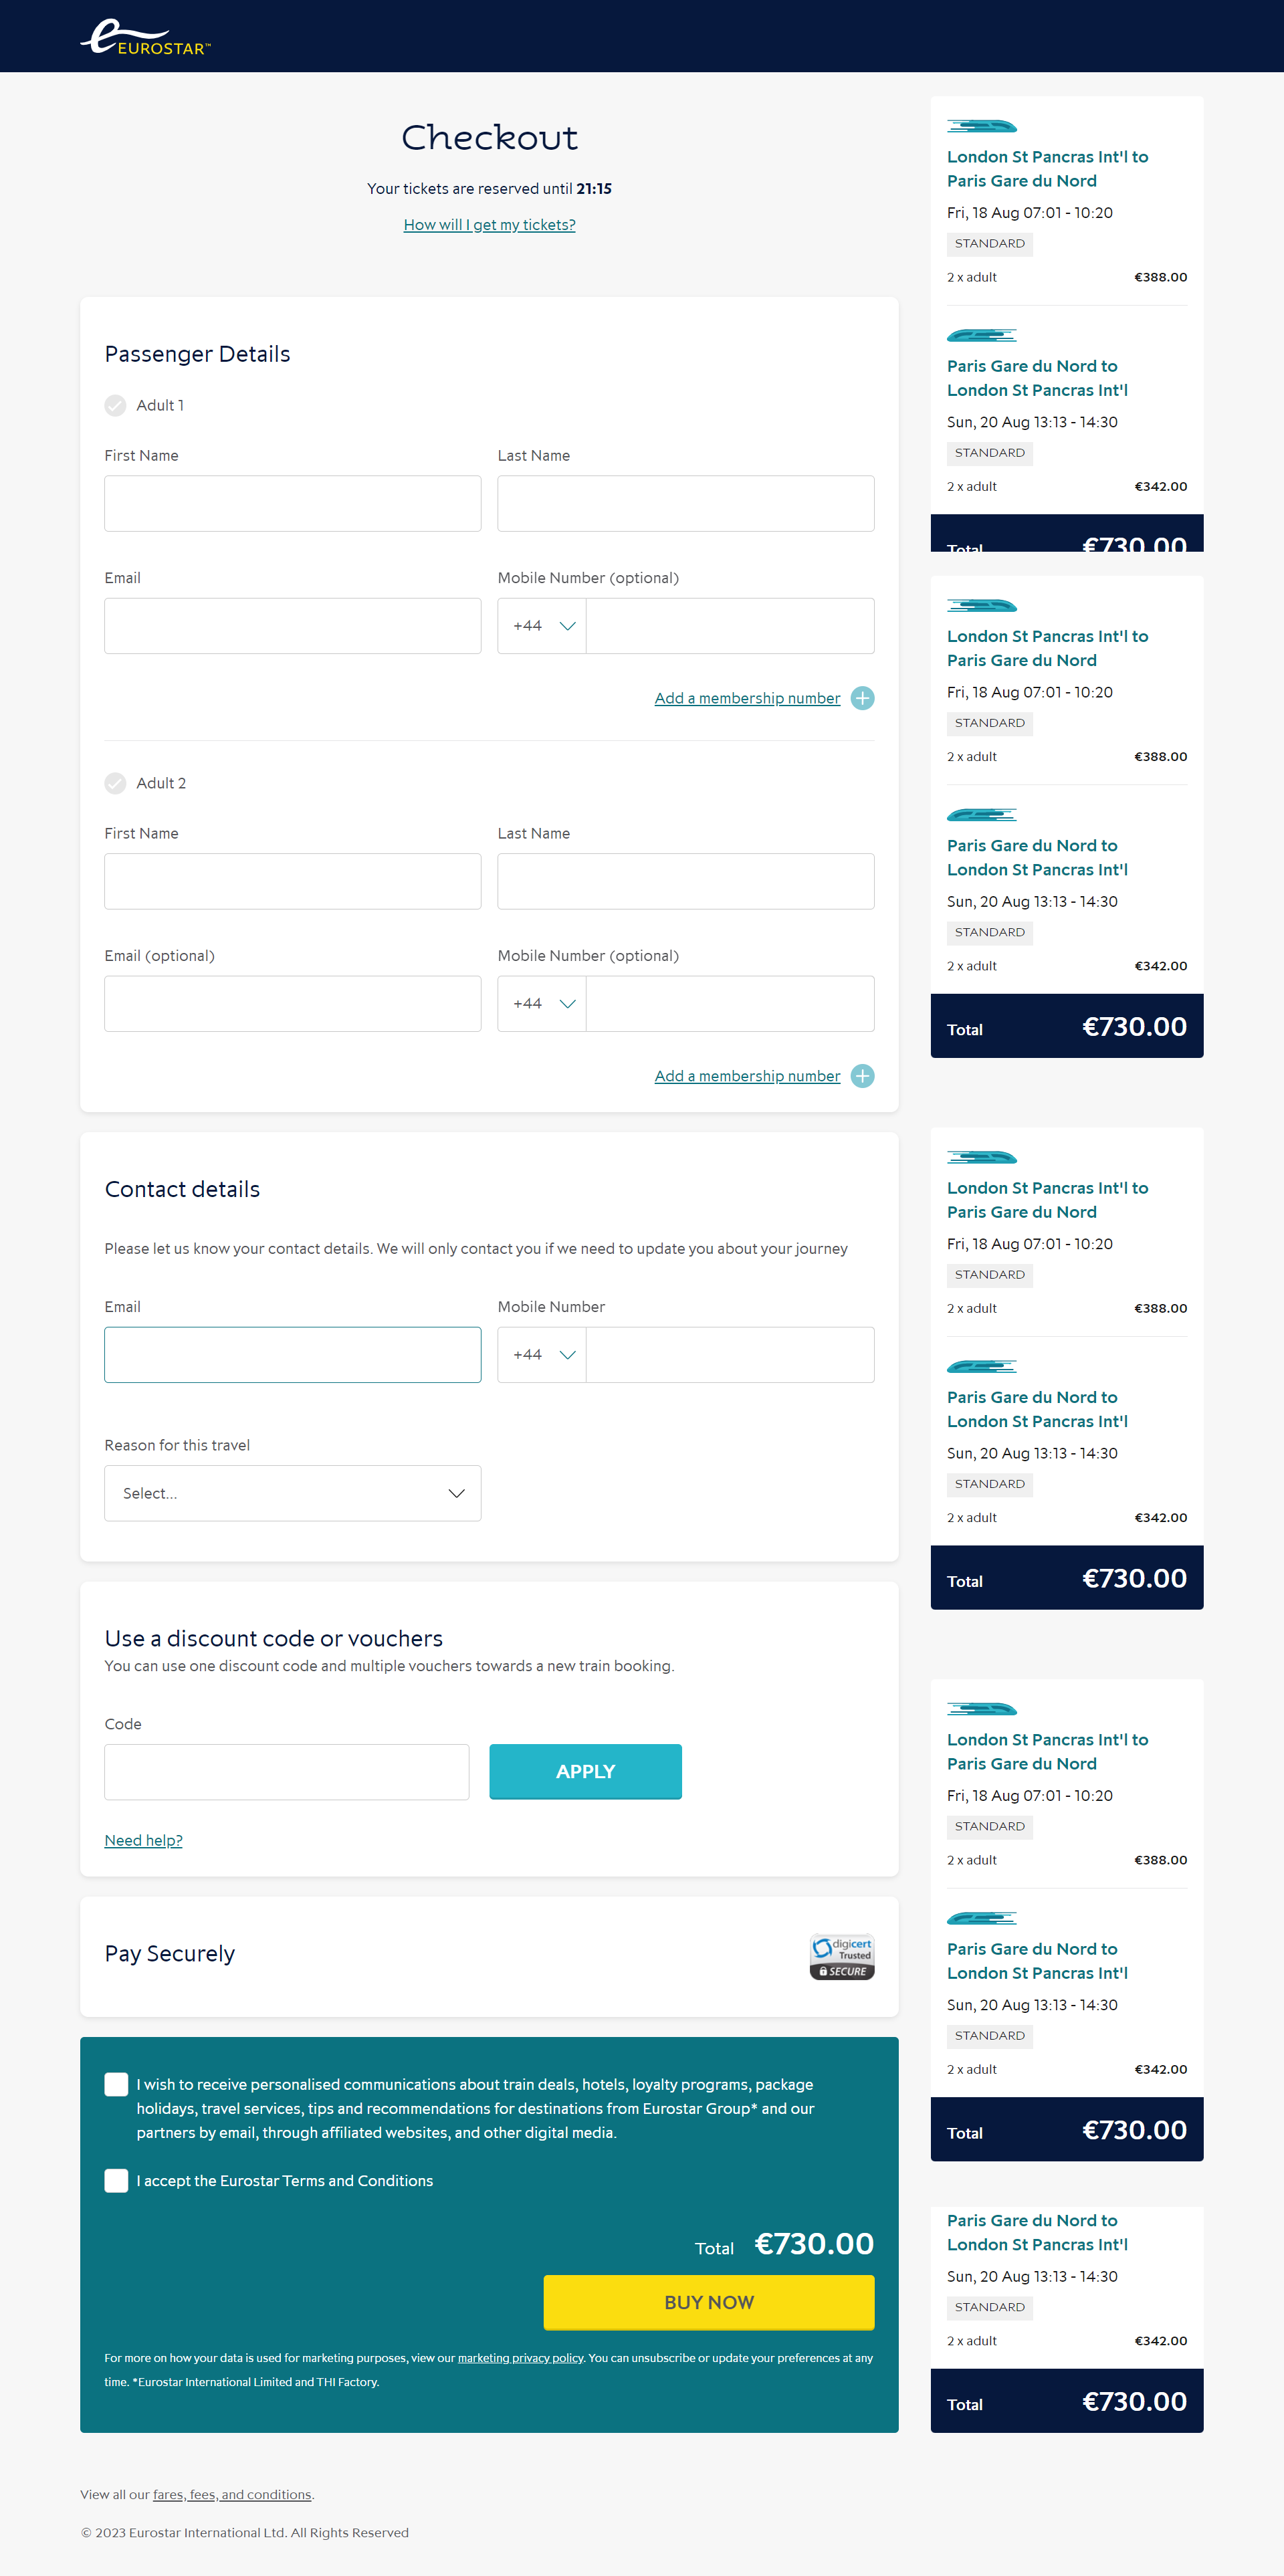 EUROSTAR™
Checkout
Your tickets are reserved until 21:15
How will I get my tickets?
Passenger Details
Adult 1
First Name
Last Name
Email
Mobile Number (optional)
+44
Add a membership number
Adult 2
First Name
Last Name
Email (optional)
Mobile Number (optional)
+44
Add a membership number
Contact details
Please let us know your contact details. We will only contact you if we need to update you about your journey
Email
Mobile Number
+44
Reason for this travel
Select...
Use a discount code or vouchers
You can use one discount code and multiple vouchers towards a new train booking.
Code
APPLY
Need help?
Pay Securely
digicert
Trusted
SECURE
I wish to receive personalised communications about train deals, hotels, loyalty programs, package
holidays, travel services, tips and recommendations for destinations from Eurostar Group* and our
partners by email, through affiliated websites, and other digital media.
I accept the Eurostar Terms and Conditions
Total €730.00
BUY NOW
For more on how your data is used for marketing purposes, view our marketing privacy policy. You can unsubscribe or update your preferences at any
time. *Eurostar International Limited and THI Factory.
London St Pancras Int'l to
Paris Gare du Nord
Fri, 18 Aug 07:01 - 10:20
STANDARD
2 x adult €388.00
Paris Gare du Nord to
London St Pancras Int'l
Sun, 20 Aug 13:13 - 14:30
STANDARD
2 x adult €342.00
Total €730.00
London St Pancras Int'l to
Paris Gare du Nord
Fri, 18 Aug 07:01 - 10:20
STANDARD
2 x adult €388.00
Paris Gare du Nord to
London St Pancras Int'l
Sun, 20 Aug 13:13 - 14:30
STANDARD
2 x adult €342.00
Total €730.00
London St Pancras Int'l to
Paris Gare du Nord
Fri, 18 Aug 07:01 - 10:20
STANDARD
2 x adult €388.00
Paris Gare du Nord to
London St Pancras Int'l
Sun, 20 Aug 13:13 - 14:30
STANDARD
2 x adult €342.00
Total €730.00
London St Pancras Int'l to
Paris Gare du Nord
Fri, 18 Aug 07:01 - 10:20
STANDARD
2 x adult €388.00
Paris Gare du Nord to
London St Pancras Int'l
Sun, 20 Aug 13:13 - 14:30
STANDARD
2 x adult €342.00
Total €730.00
Paris Gare du Nord to
London St Pancras Int'l
Sun, 20 Aug 13:13 - 14:30
STANDARD
2 x adult €342.00
Total €730.00
View all our fares, fees, and conditions.
© 2023 Eurostar International Ltd. All Rights Reserved